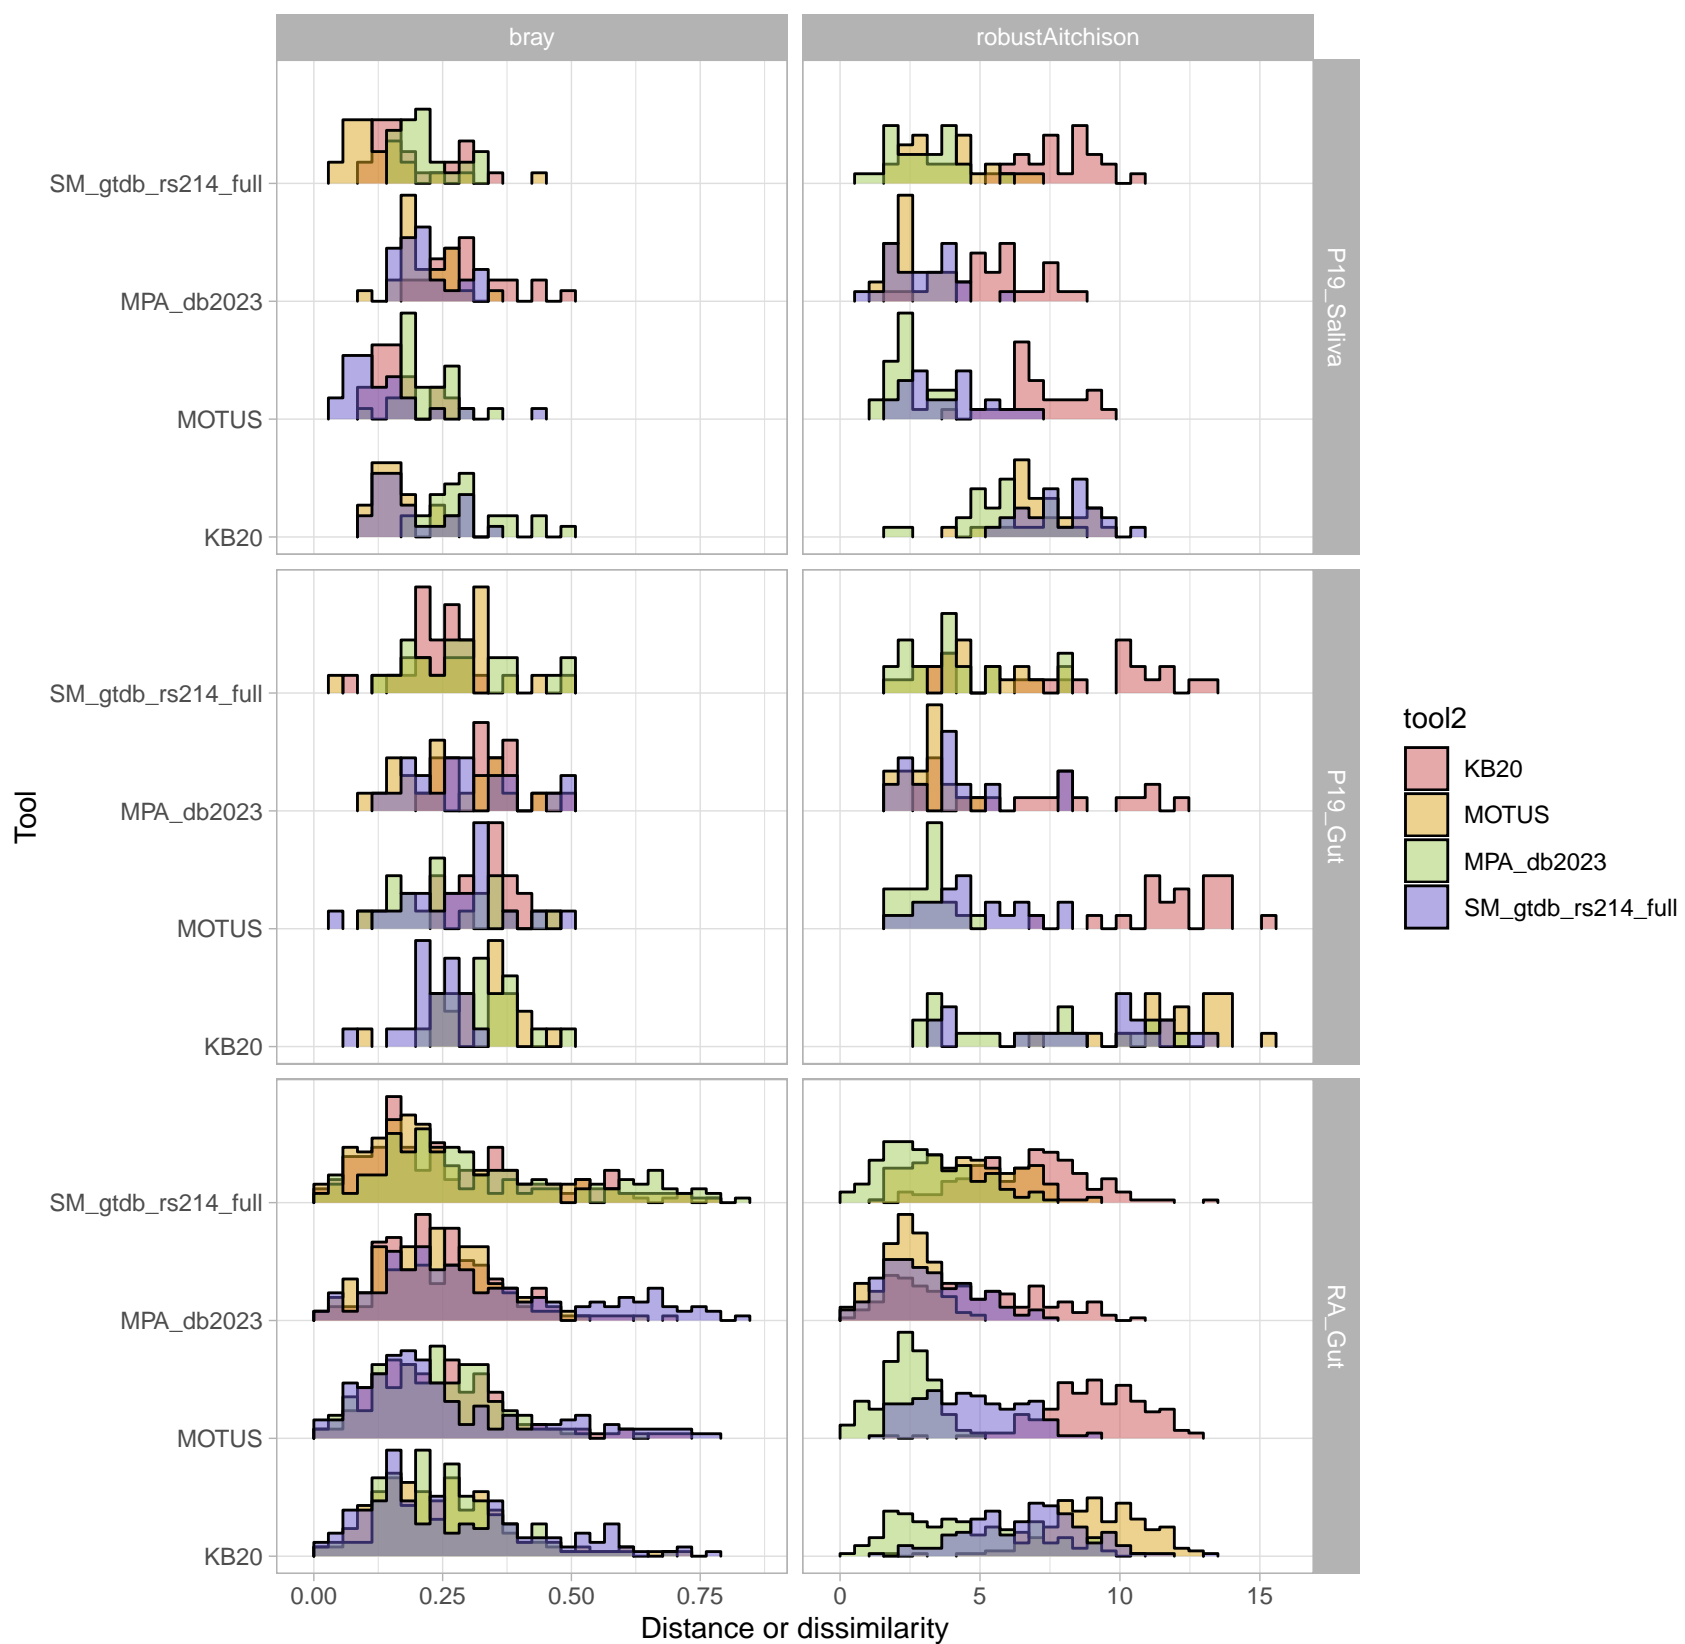 bray
robustAitchison
SM_gtdb_rs214_full
MPA_db2023
MOTUS
KB20
P19_Saliva
SM_gtdb_rs214_full
MPA_db2023
MOTUS
KB20
P19_Gut
SM_gtdb_rs214_full
MPA_db2023
MOTUS
KB20
RA_Gut
Tool
0.00 0.25 0.50 0.75
0 5 10 15
Distance or dissimilarity
tool2
KB20
MOTUS
MPA_db2023
SM_gtdb_rs214_full